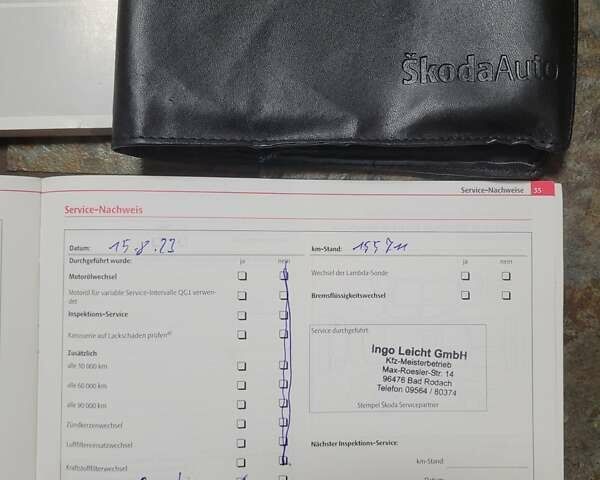 ŠkodaAuto
Service-Nachweise 35
Service-Nachweis
Datum: 15.8.23
km-Stand: 155711
Durchgeführt wurde: ja nein
Motorölwechsel
Motoröl für variable Service-Intervalle QG1 verwen-
det
Inspektions-Service
Karosserie auf Lackschäden prüfen
Zusätzlich
alle 30 000 km
alle 60 000 km
alle 90 000 km
Zündkerzenwechsel
Luftfiltereinsatzwechsel
Kraftstofffilterwechsel
ja nein
Wechsel der Lambda-Sonde
Bremsflüssigkeitswechsel
Service durchgeführt:
Ingo Leicht GmbH
Kfz-Meisterbetrieb
Max-Roesler-Str. 14
96476 Bad Rodach
Telefon 09564 / 80374
Stempel Škoda Servicepartner
Nächster Inspektions-Service:
km-Stand:
Datum: